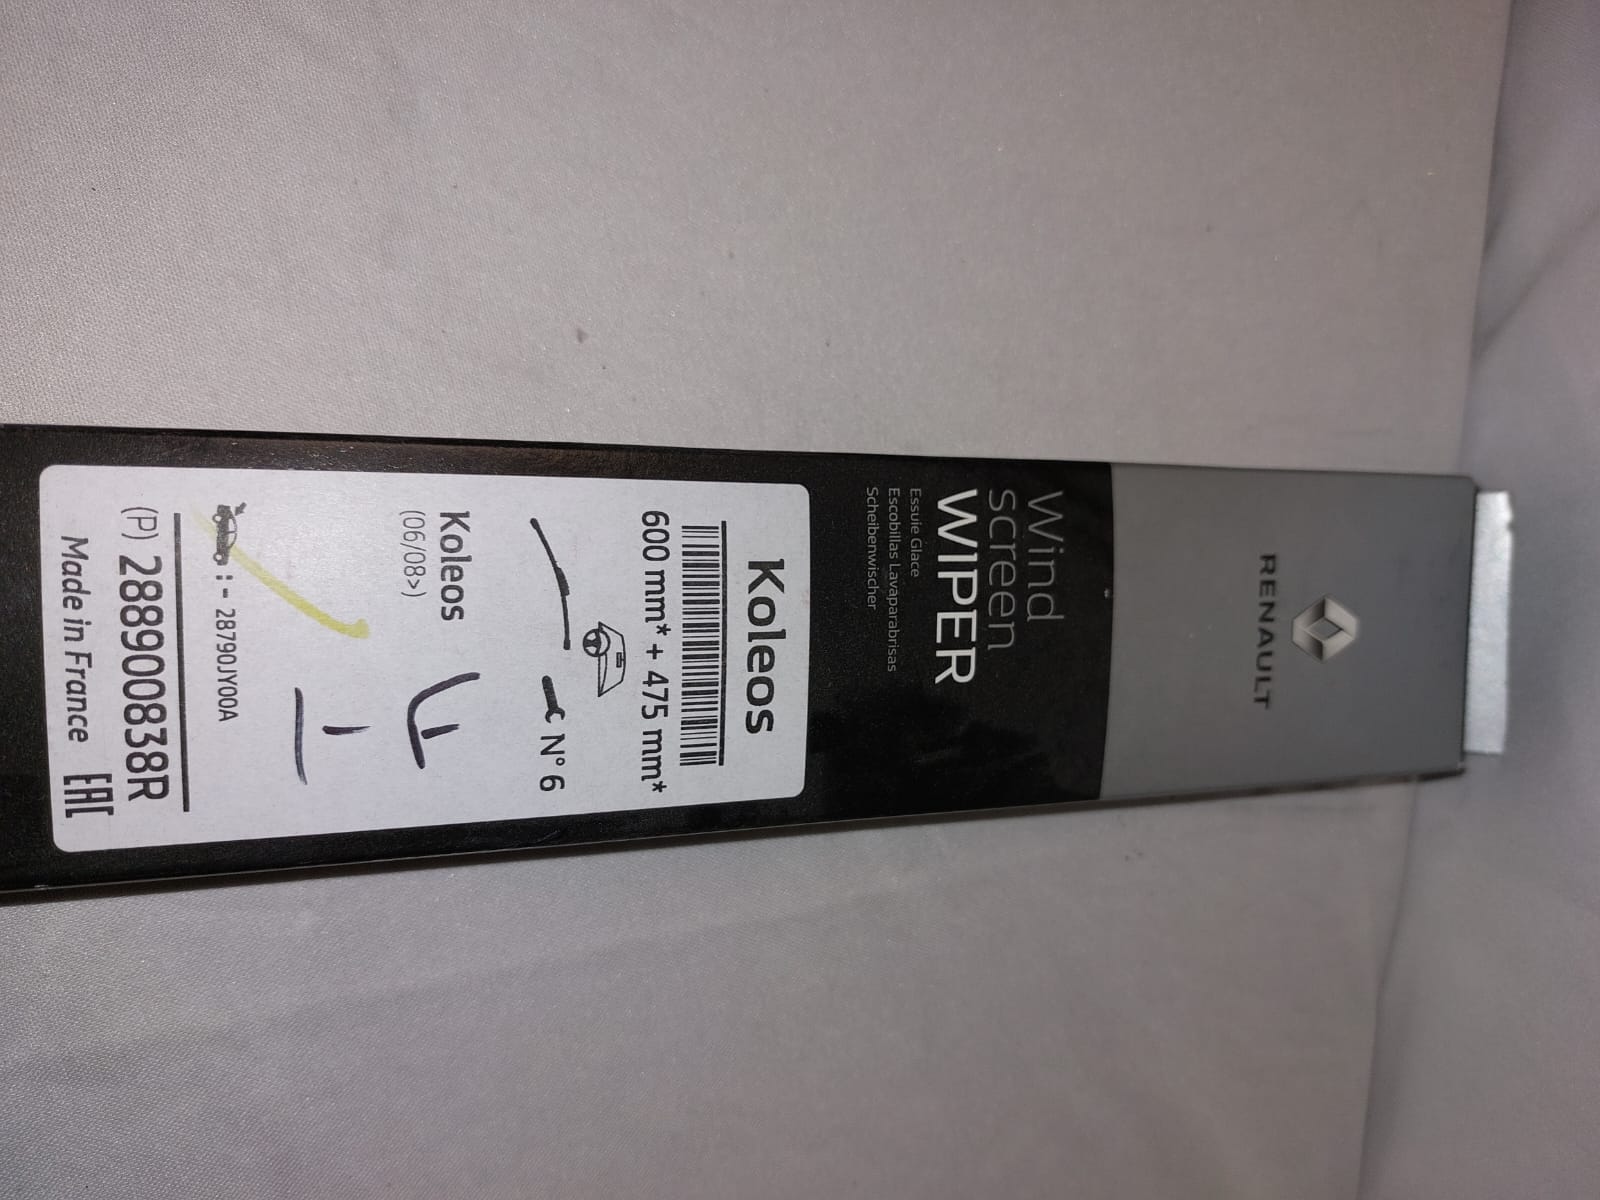 RENAULT
Wind
screen
WIPER
Essuie Glace
Escobillas Lavaparabrisas
Scheibenwischer
Koleos
600 mm* + 475 mm*
N° 6
Koleos
(06/08>)
: - 28790JY00A
(P) 288900838R
Made in France EAC